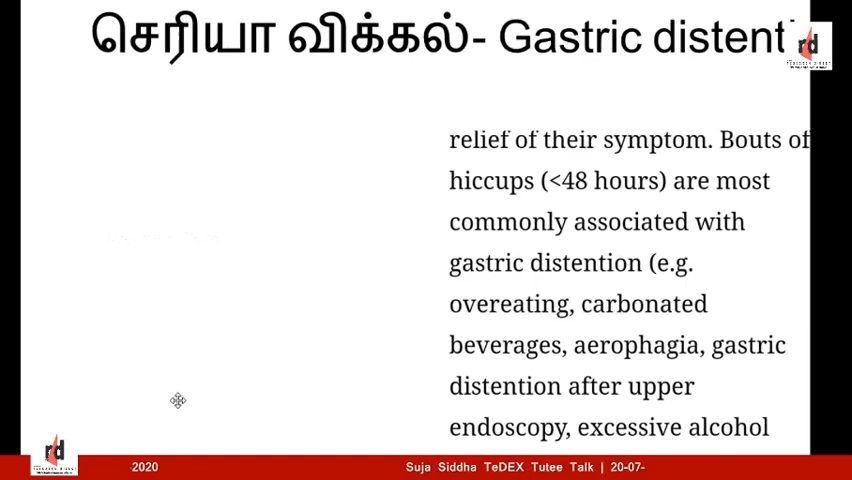 செரியா விக்கல்- Gastric distent
relief of their symptom. Bouts of
hiccups (<48 hours) are most
commonly associated with
gastric distention (e.g.
overeating, carbonated
beverages, aerophagia, gastric
distention after upper
endoscopy, excessive alcohol
rd
rd
-2020 Suja Siddha TeDEX Tutee Talk | 20-07-